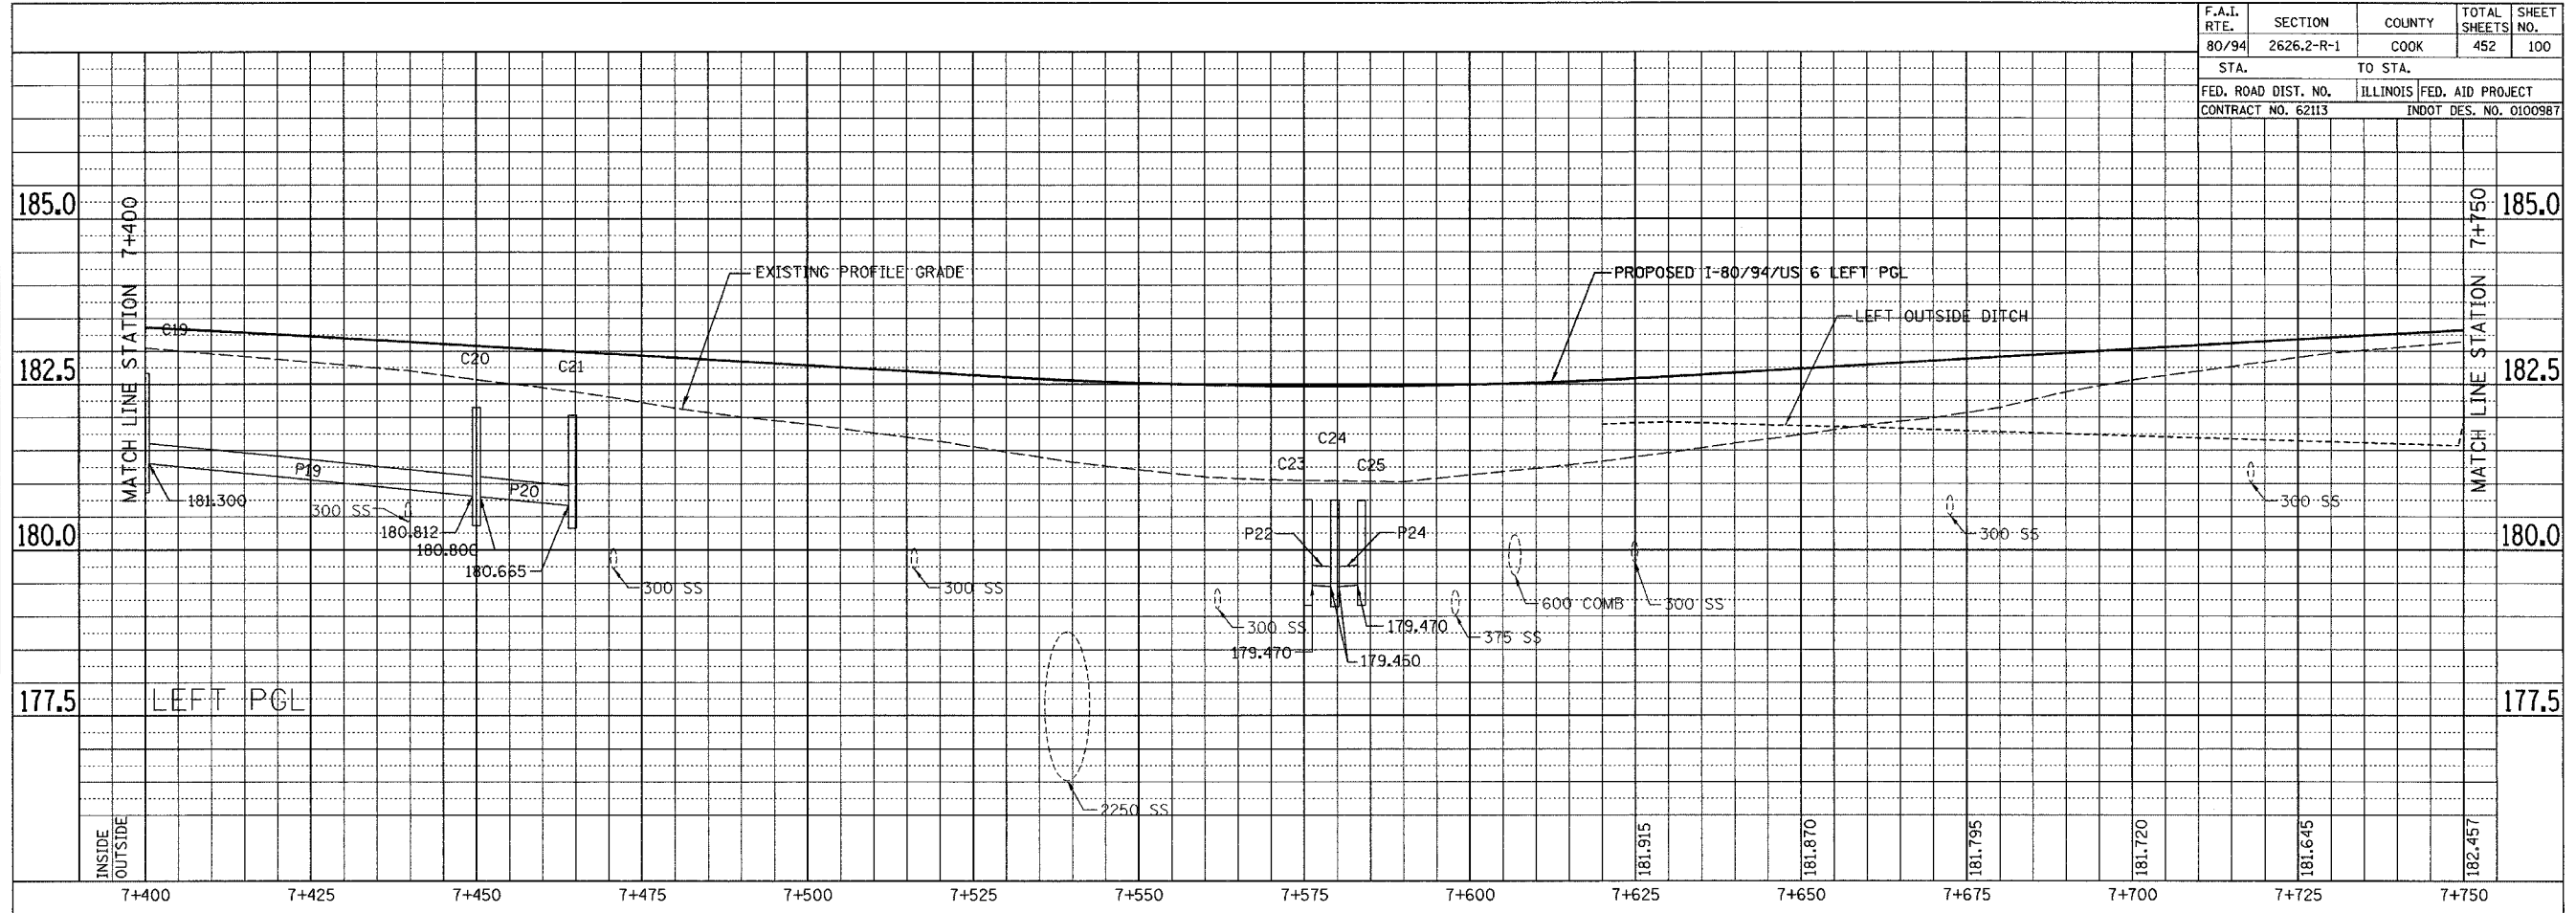 F.A.I. RTE. SECTION COUNTY TOTAL SHEETS SHEET NO.
80/94 2626.2-R-1 COOK 452 100
STA. TO STA.
FED. ROAD DIST. NO. ILLINOIS FED. AID PROJECT
CONTRACT NO. 62113 INDOT DES. NO. 0100987
185.0
182.5
180.0
177.5
MATCH LINE STATION 7+400
EXISTING PROFILE GRADE
PROPOSED I-80/94/US 6 LEFT PGL
LEFT OUTSIDE DITCH
C19
C20
C21
C24
C23
C25
P19
P20
181.300
300 SS
180.812
180.800
180.665
300 SS
300 SS
P22
P24
300 SS
179.470
179.470
179.450
375 SS
600 COMB
300 SS
300 SS
300 SS
2250 SS
LEFT PGL
MATCH LINE STATION 7+750
185.0
182.5
180.0
177.5
INSIDE
OUTSIDE
181.915
181.870
181.795
181.720
181.645
182.457
7+400 7+425 7+450 7+475 7+500 7+525 7+550 7+575 7+600 7+625 7+650 7+675 7+700 7+725 7+750